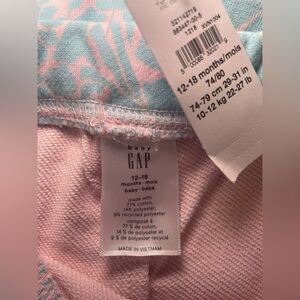 12-18 months/mois
74/80
74-79 cm 29-31 in
10-12 kg 22-27 lb
baby
GAP
12-18
months · mois
baby · bébé
made with
77% cotton,
14% polyester,
9% recycled polyester
composé à
77 % de coton,
14 % de polyester et
9 % de polyester recyclé
MADE IN VIETNAM